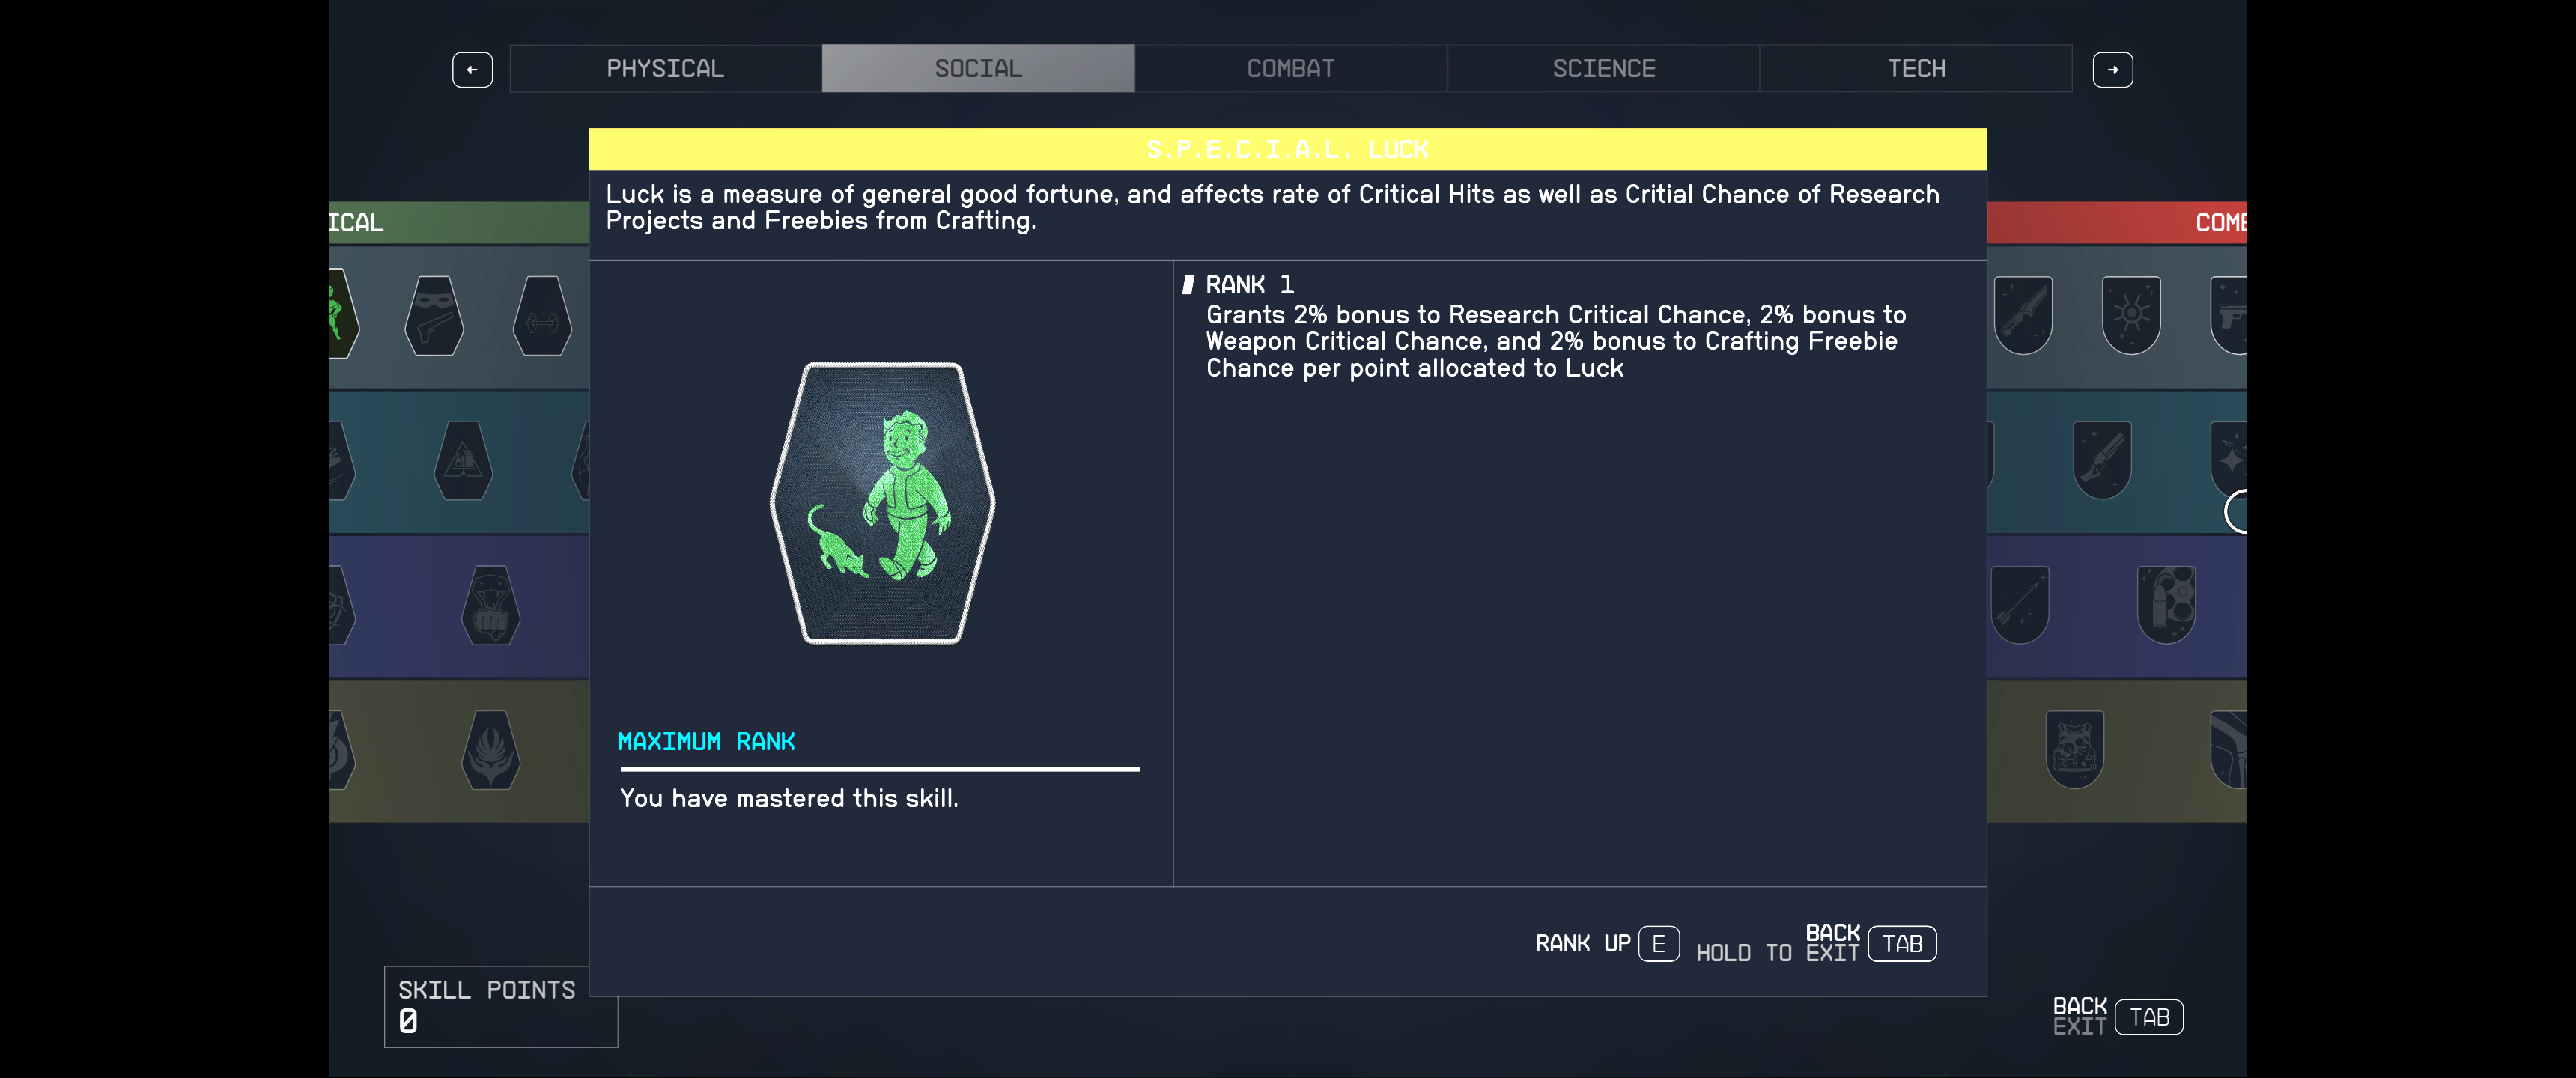 PHYSICAL
SOCIAL
COMBAT
SCIENCE
TECH
S.P.E.C.I.A.L. LUCK
Luck is a measure of general good fortune, and affects rate of Critical Hits as well as Critial Chance of Research
Projects and Freebies from Crafting.
ICAL
COMB
RANK 1
Grants 2% bonus to Research Critical Chance, 2% bonus to
Weapon Critical Chance, and 2% bonus to Crafting Freebie
Chance per point allocated to Luck
MAXIMUM RANK
You have mastered this skill.
RANK UP E
HOLD TO
BACK
EXIT
TAB
SKILL POINTS
0
BACK
EXIT
TAB